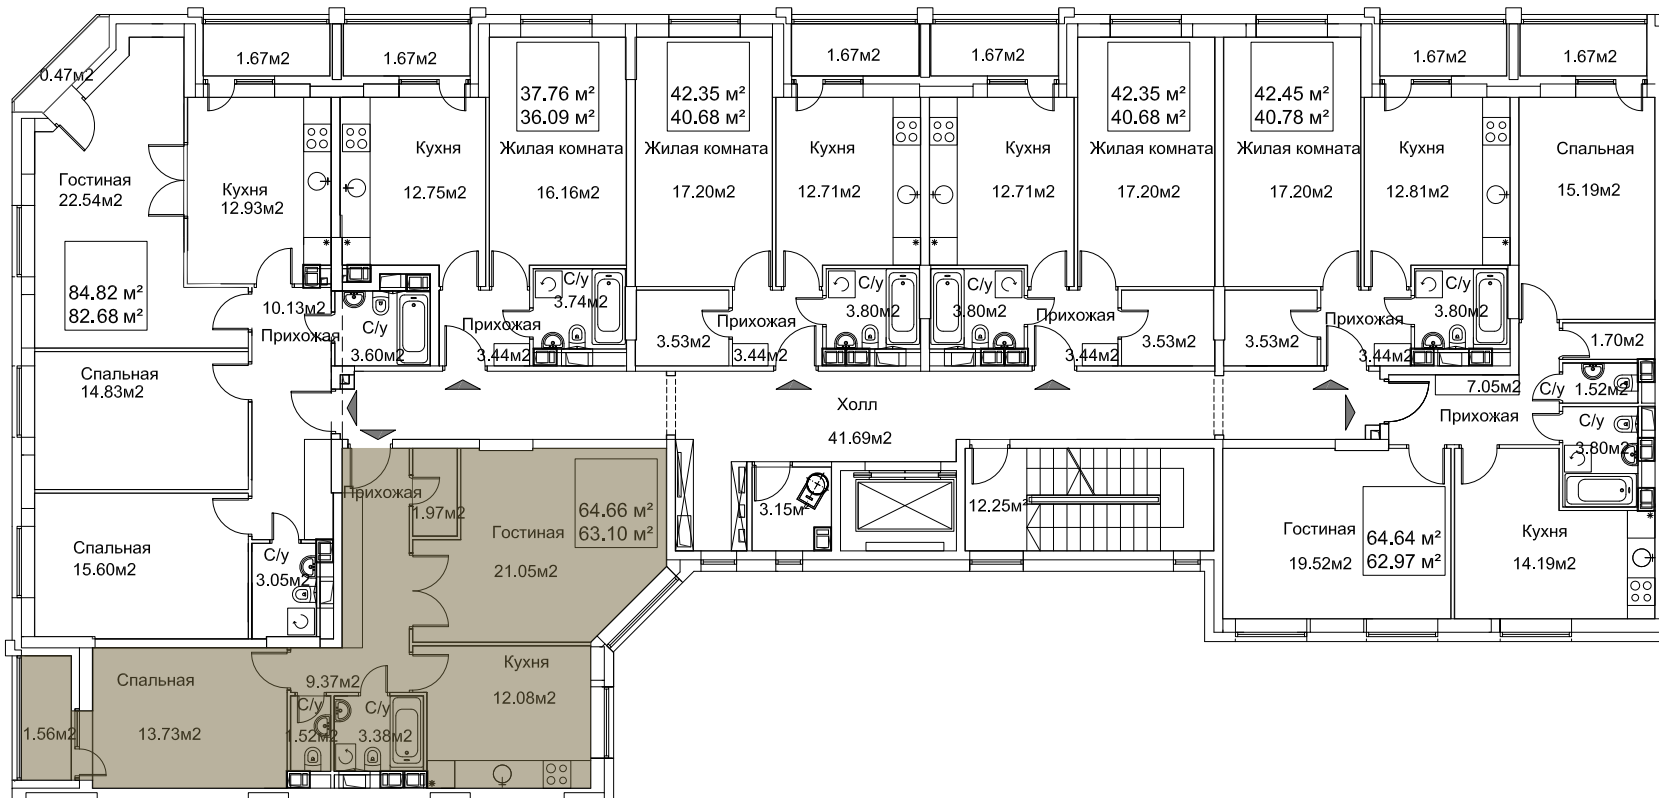 1.67м2
1.67м2
1.67м2
1.67м2
1.67м2
1.67м2
0.47м2
37.76 м²
36.09 м²
42.35 м²
40.68 м²
42.35 м²
40.68 м²
42.45 м²
40.78 м²
Гостиная
22.54м2
Кухня
12.93м2
Кухня
12.75м2
Жилая комната
16.16м2
Жилая комната
17.20м2
Кухня
12.71м2
Кухня
12.71м2
Жилая комната
17.20м2
Жилая комната
17.20м2
Кухня
12.81м2
Спальная
15.19м2
84.82 м²
82.68 м²
10.13м2
Прихожая
С/у
3.60м2
Прихожая
3.44м2
С/у
3.74м2
3.53м2
Прихожая
3.44м2
С/у
3.80м2
С/у
3.80м2
Прихожая
3.44м2
3.53м2
3.53м2
Прихожая
3.44м2
С/у
3.80м2
1.70м2
Спальная
14.83м2
Холл
41.69м2
7.05м2
Прихожая
С/у
1.52м2
С/у
3.80м2
Прихожая
1.97м2
Гостиная
21.05м2
64.66 м²
63.10 м²
3.15м²
12.25м²
Гостиная
19.52м2
64.64 м²
62.97 м²
Кухня
14.19м2
Спальная
15.60м2
С/у
3.05м2
Спальная
13.73м2
1.56м2
9.37м2
С/у
1.52м2
С/у
3.38м2
Кухня
12.08м2